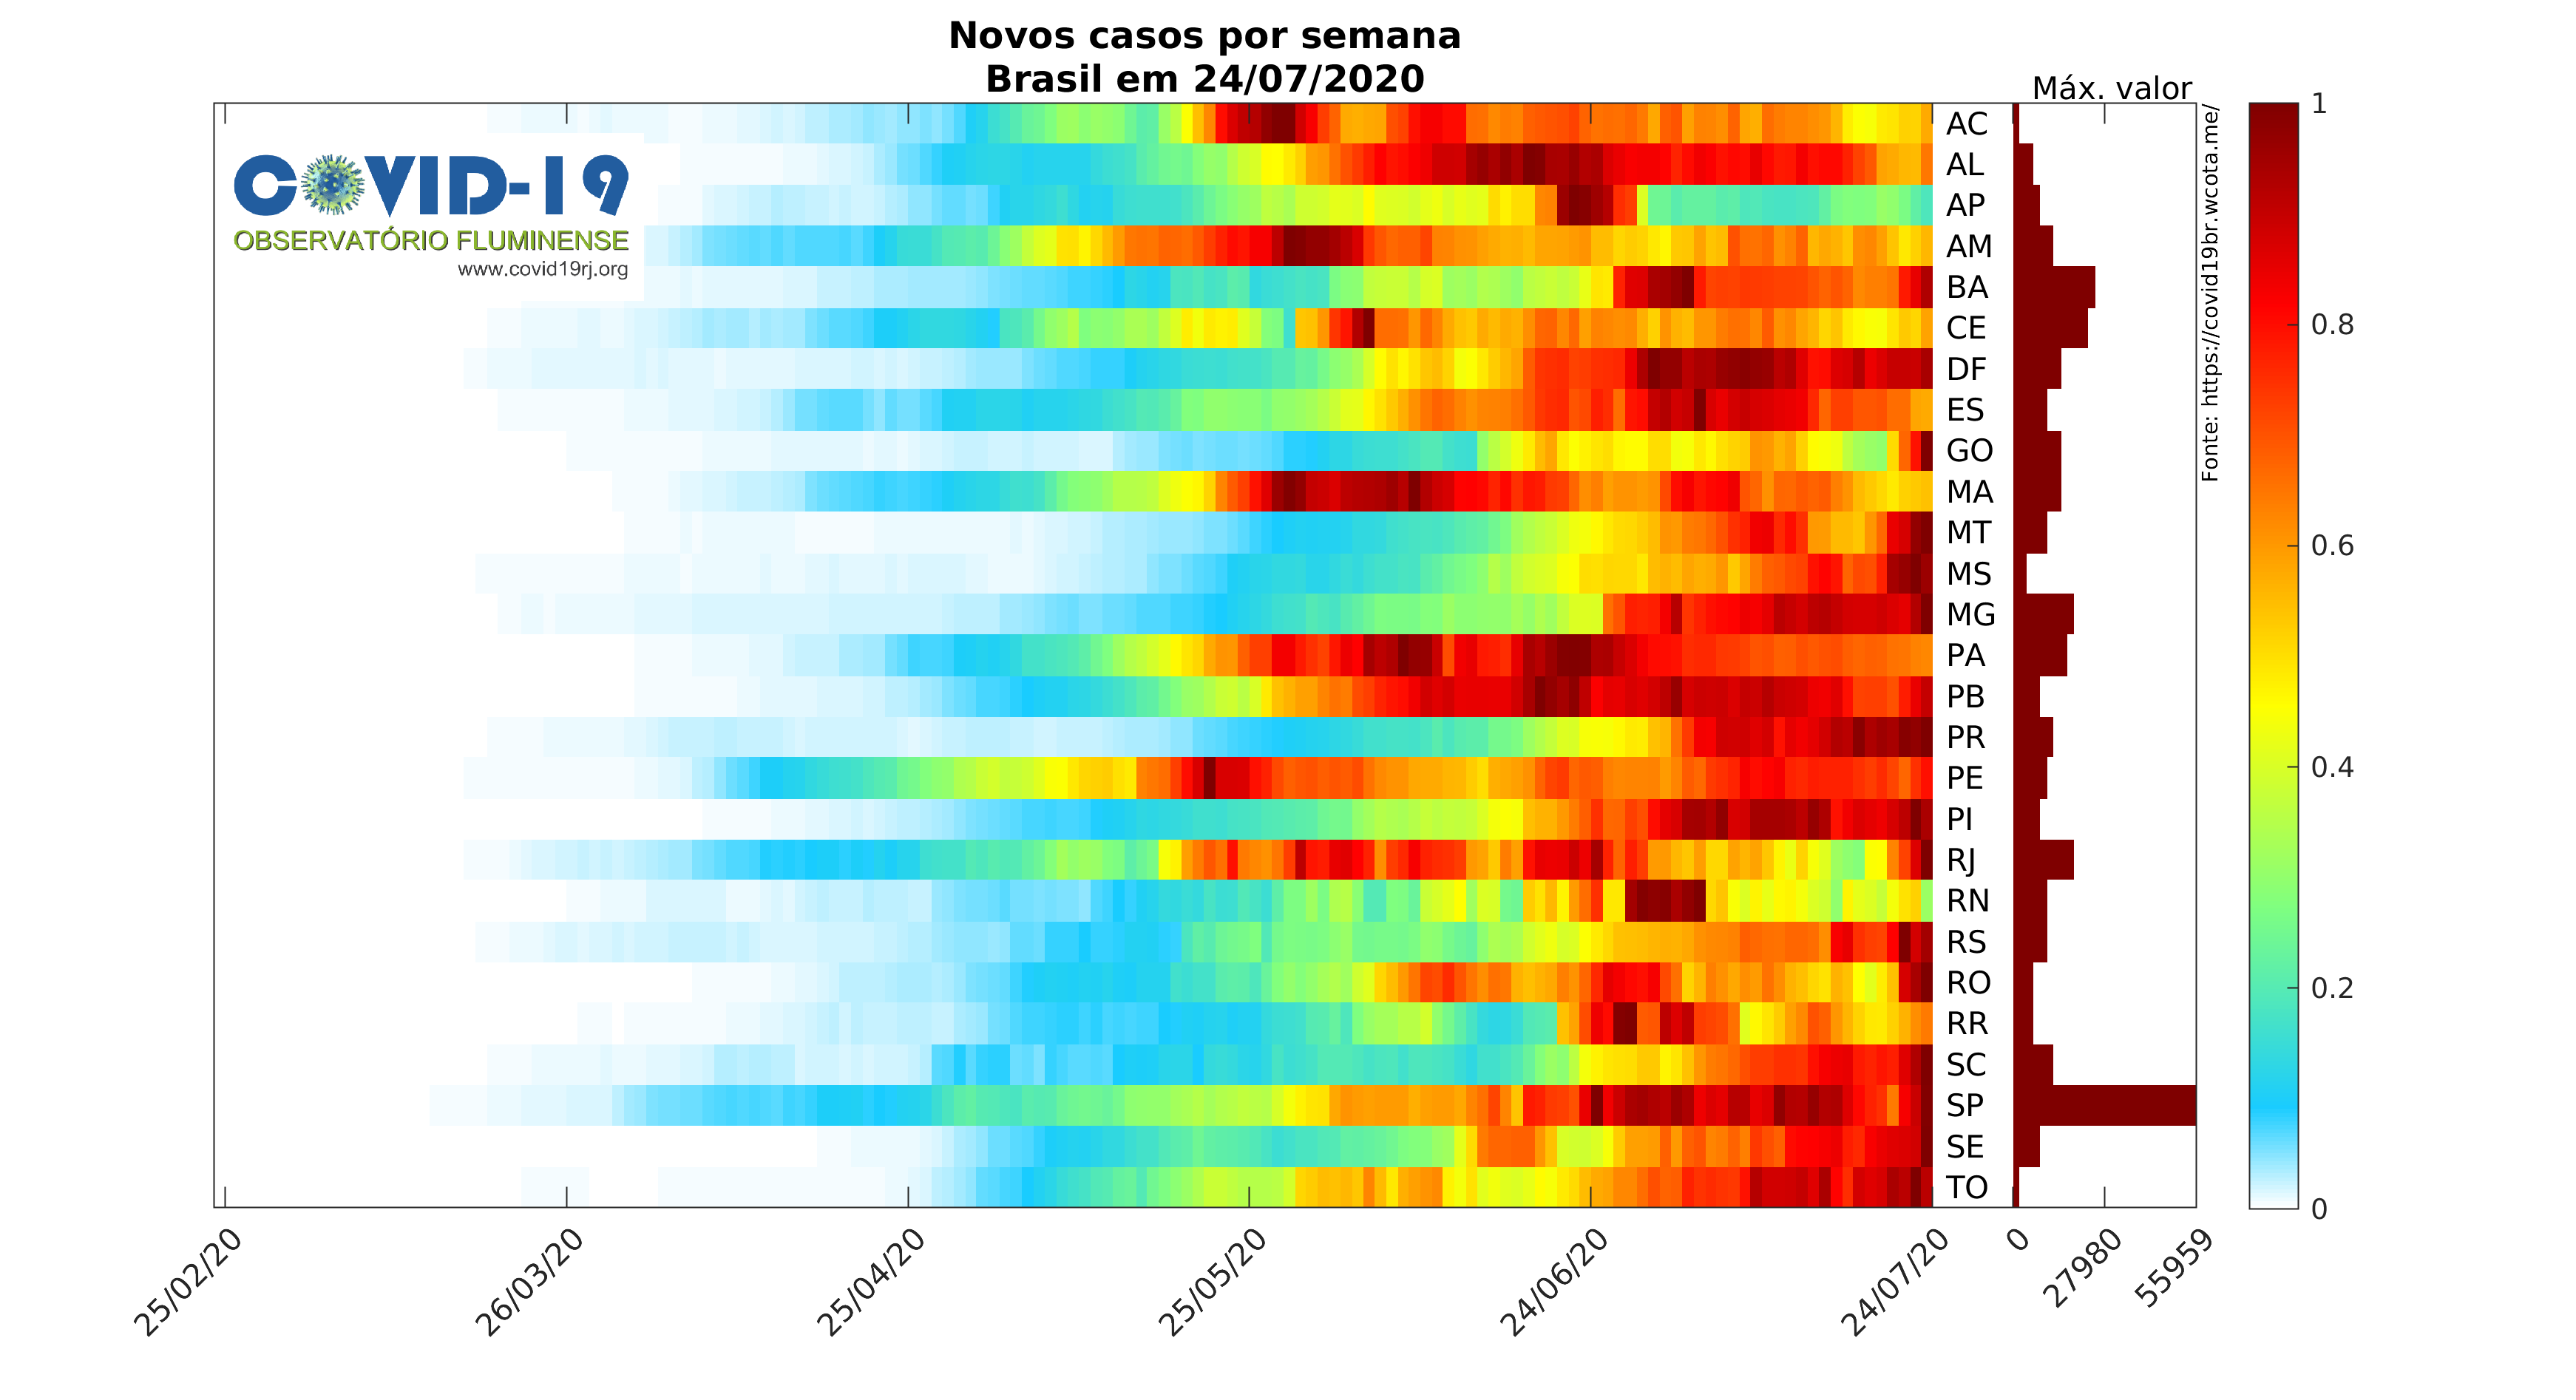 Novos casos por semana
Brasil em 24/07/2020
Máx. valor
COVID-19
OBSERVATÓRIO FLUMINENSE
www.covid19rj.org
AC
AL
AP
AM
BA
CE
DF
ES
GO
MA
MT
MS
MG
PA
PB
PR
PE
PI
RJ
RN
RS
RO
RR
SC
SP
SE
TO
Fonte: https://covid19br.wcota.me/
1
0.8
0.6
0.4
0.2
0
25/02/20
26/03/20
25/04/20
25/05/20
24/06/20
24/07/20
0
27980
55959